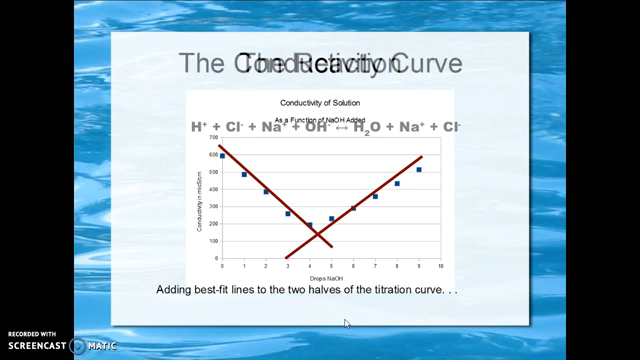 The Conductivity Curve
The Reaction
Conductivity of Solution
As a Function of NaOH Added
H⁺ + Cl⁻ + Na⁺ + OH⁻ ↔ H₂O + Na⁺ + Cl⁻
Conductivity in micS/cm
700
600
500
400
300
200
100
0
0 1 2 3 4 5 6 7 8 9 10
Drops NaOH
Adding best-fit lines to the two halves of the titration curve. . .
RECORDED WITH
SCREENCAST MATIC